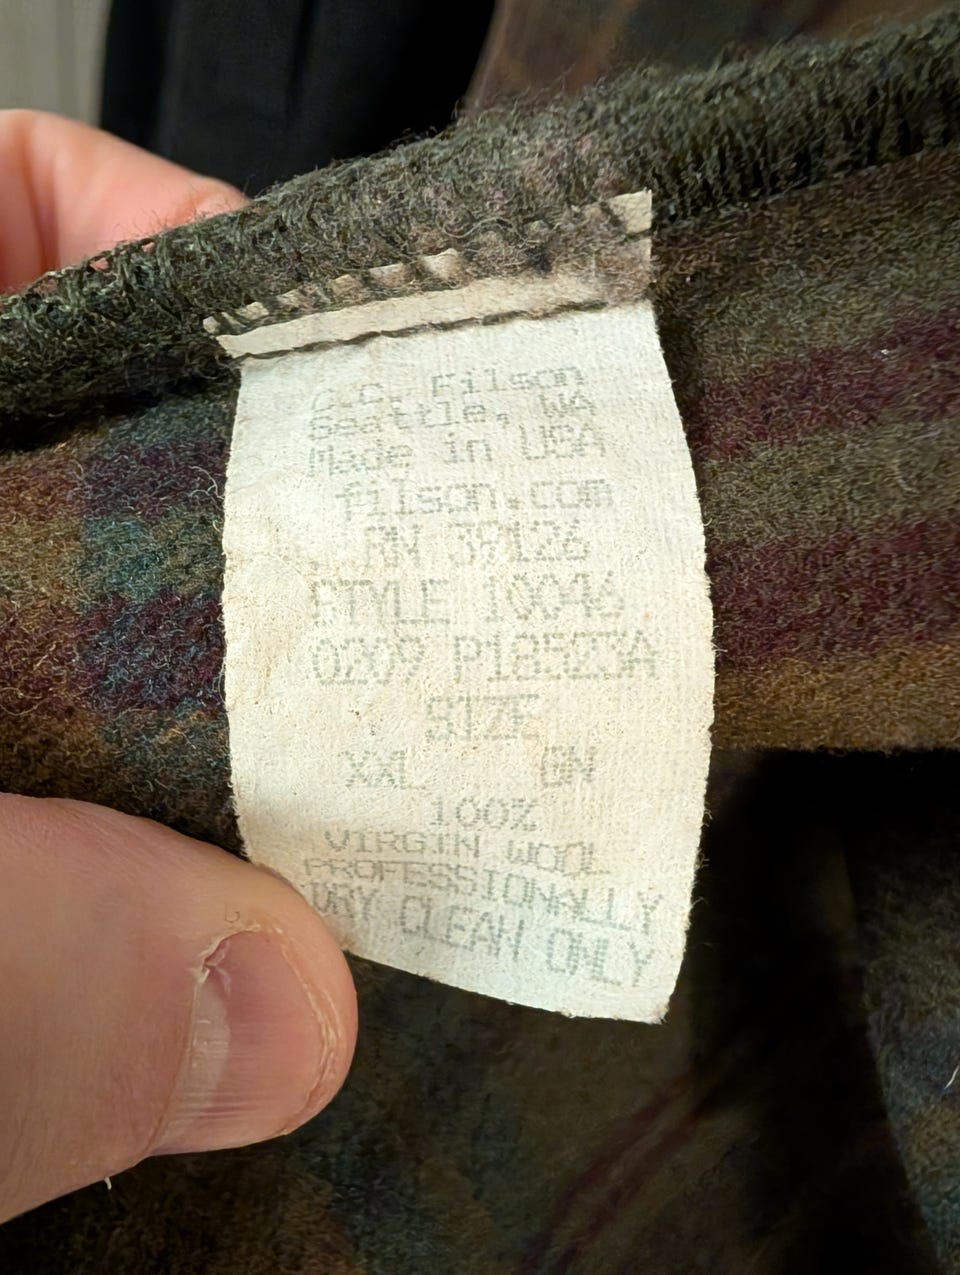 C.C. Filson
Seattle, WA
Made in USA
filson.com
RN 39126
STYLE 10046
0209 P18523A
SIZE
XXL GN
100%
VIRGIN WOOL
PROFESSIONALLY
DRY CLEAN ONLY